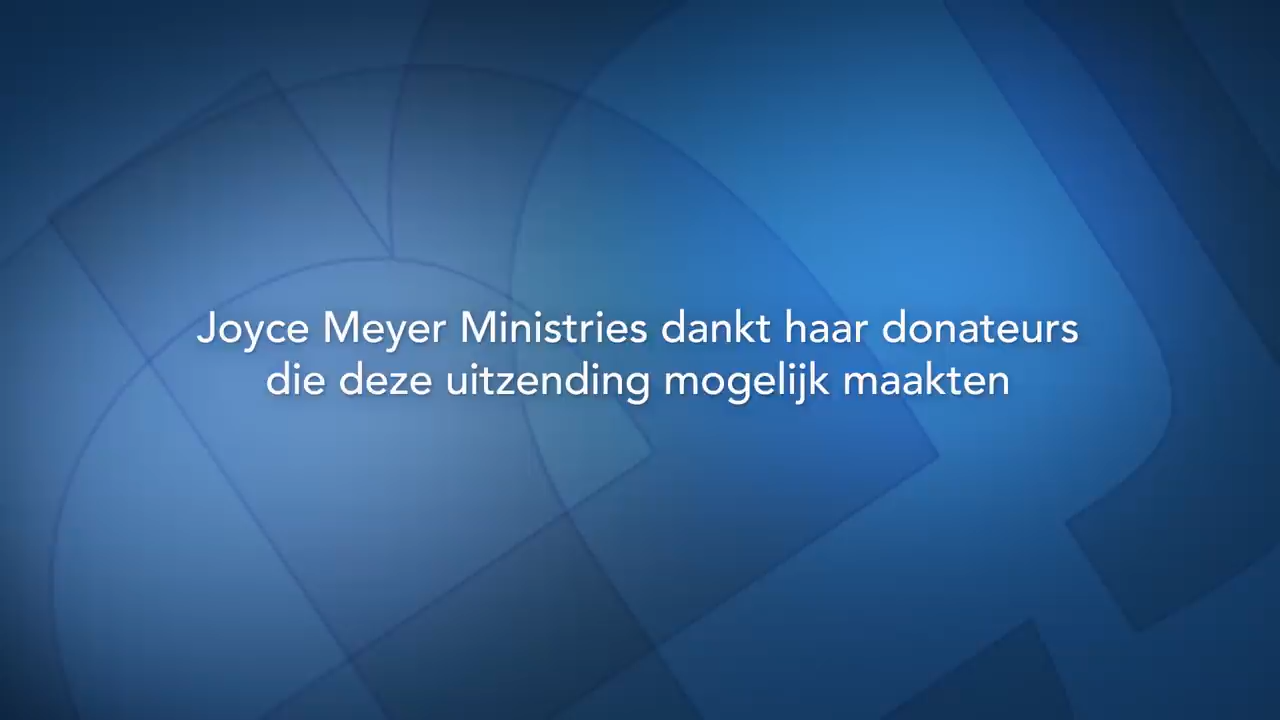 Joyce Meyer Ministries dankt haar donateurs
die deze uitzending mogelijk maakten